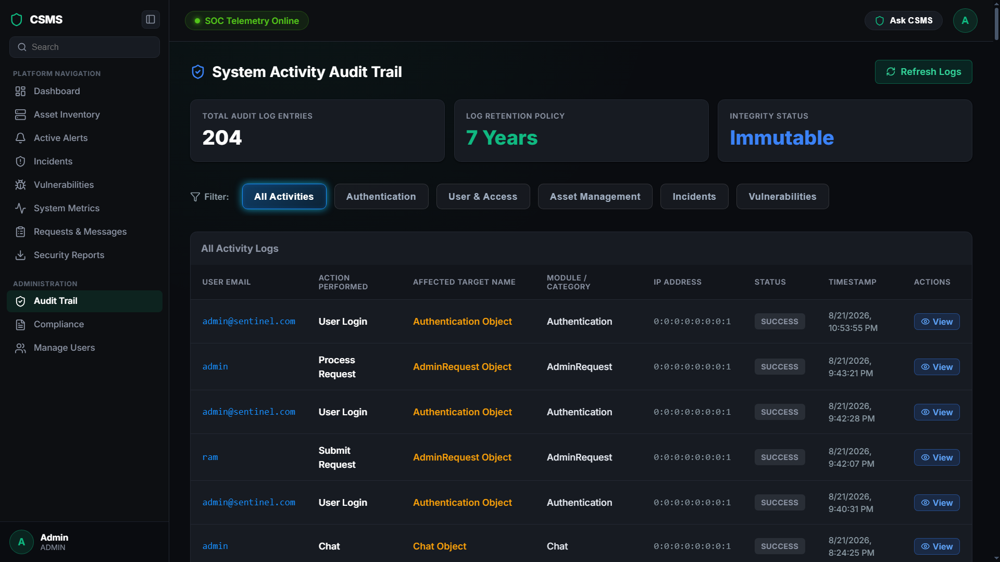 CSMS
Search
PLATFORM NAVIGATION
Dashboard
Asset Inventory
Active Alerts
Incidents
Vulnerabilities
System Metrics
Requests & Messages
Security Reports
ADMINISTRATION
Audit Trail
Compliance
Manage Users
A
Admin
ADMIN
SOC Telemetry Online
Ask CSMS
A
System Activity Audit Trail
Refresh Logs
TOTAL AUDIT LOG ENTRIES
204
LOG RETENTION POLICY
7 Years
INTEGRITY STATUS
Immutable
Filter:
All Activities
Authentication
User & Access
Asset Management
Incidents
Vulnerabilities
All Activity Logs
USER EMAIL
ACTION
PERFORMED
AFFECTED TARGET NAME
MODULE /
CATEGORY
IP ADDRESS
STATUS
TIMESTAMP
ACTIONS
admin@sentinel.com
User Login
Authentication Object
Authentication
0:0:0:0:0:0:0:1
SUCCESS
8/21/2026,
10:53:55 PM
View
admin
Process
Request
AdminRequest Object
AdminRequest
0:0:0:0:0:0:0:1
SUCCESS
8/21/2026,
9:43:21 PM
View
admin@sentinel.com
User Login
Authentication Object
Authentication
0:0:0:0:0:0:0:1
SUCCESS
8/21/2026,
9:42:28 PM
View
ram
Submit
Request
AdminRequest Object
AdminRequest
0:0:0:0:0:0:0:1
SUCCESS
8/21/2026,
9:42:07 PM
View
admin@sentinel.com
User Login
Authentication Object
Authentication
0:0:0:0:0:0:0:1
SUCCESS
8/21/2026,
9:40:31 PM
View
admin
Chat
Chat Object
Chat
0:0:0:0:0:0:0:1
SUCCESS
8/21/2026,
8:24:25 PM
View